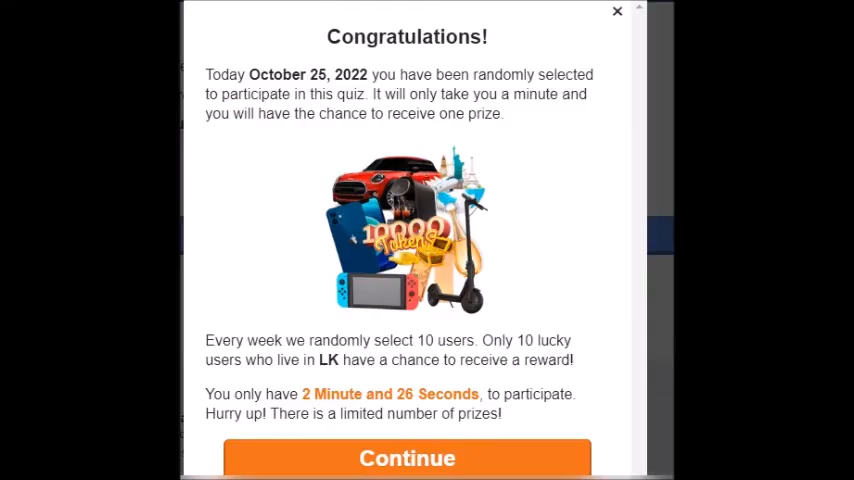 Congratulations!
Today October 25, 2022 you have been randomly selected
to participate in this quiz. It will only take you a minute and
you will have the chance to receive one prize.
10000
Tokens
Every week we randomly select 10 users. Only 10 lucky
users who live in LK have a chance to receive a reward!
You only have 2 Minute and 26 Seconds, to participate.
Hurry up! There is a limited number of prizes!
Continue